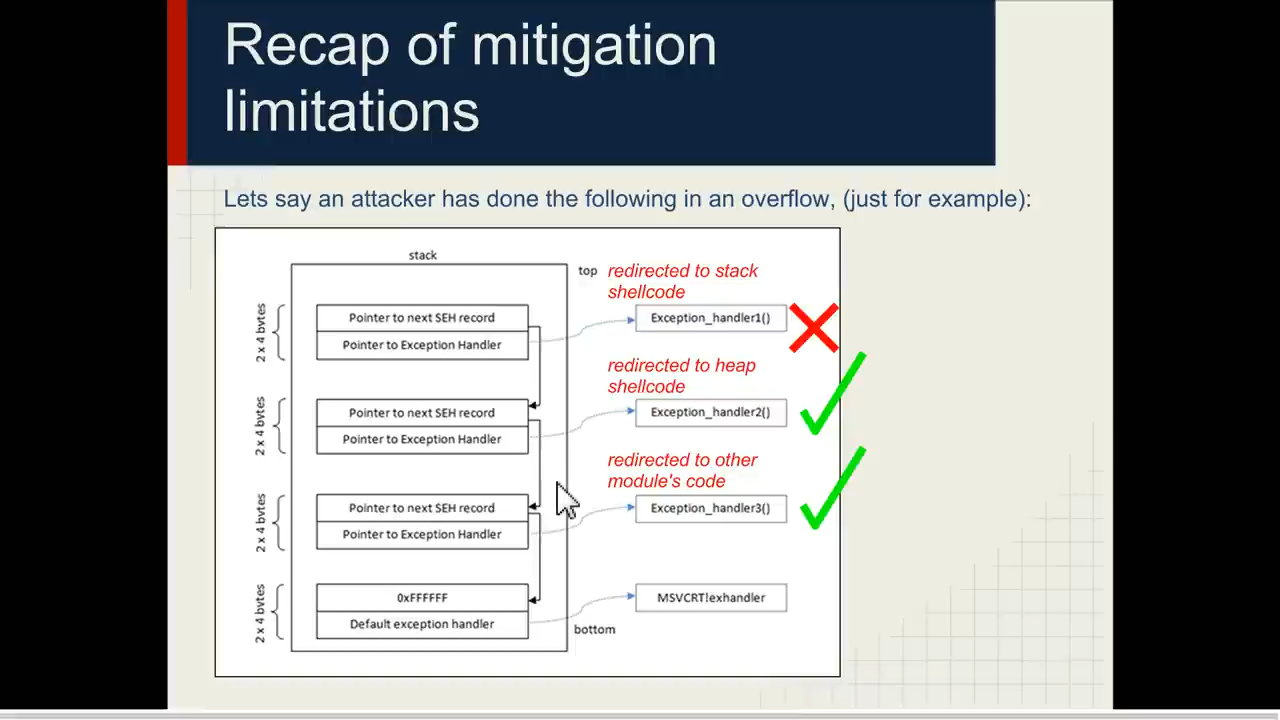 Recap of mitigation
limitations
Lets say an attacker has done the following in an overflow, (just for example):
stack
top
redirected to stack
shellcode
2 x 4 bytes
Pointer to next SEH record
Pointer to Exception Handler
Exception_handler1()
redirected to heap
shellcode
2 x 4 bytes
Pointer to next SEH record
Pointer to Exception Handler
Exception_handler2()
redirected to other
module's code
2 x 4 bytes
Pointer to next SEH record
Pointer to Exception Handler
Exception_handler3()
2 x 4 bytes
0xFFFFFF
Default exception handler
MSVCRT!exhandler
bottom